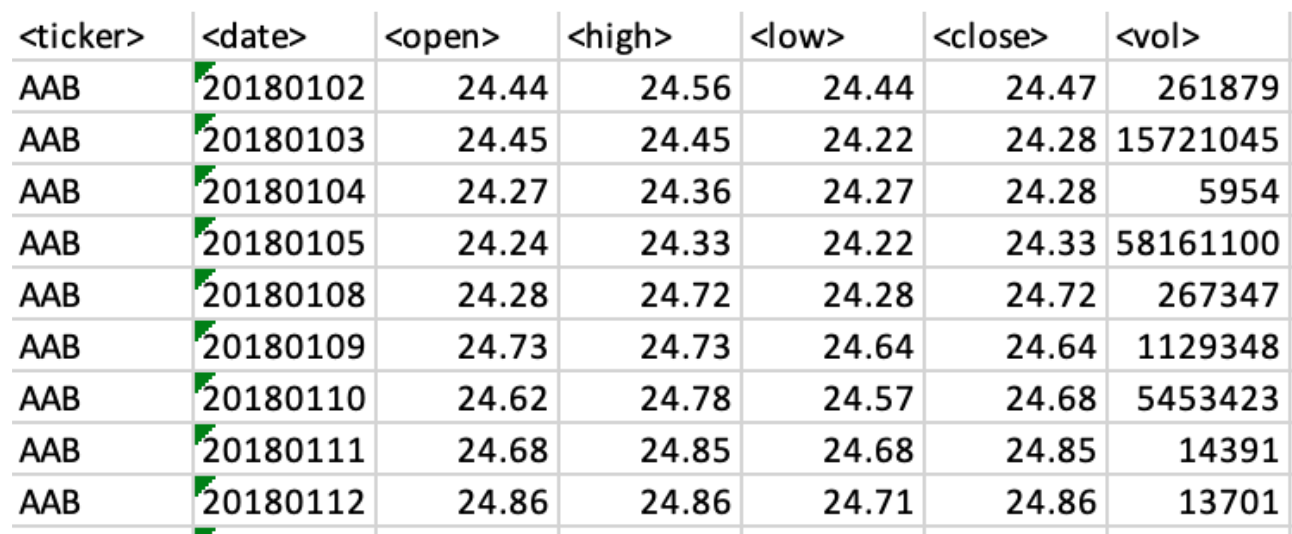 <ticker> <date> <open> <high> <low> <close> <vol>
AAB 20180102 24.44 24.56 24.44 24.47 261879
AAB 20180103 24.45 24.45 24.22 24.28 15721045
AAB 20180104 24.27 24.36 24.27 24.28 5954
AAB 20180105 24.24 24.33 24.22 24.33 58161100
AAB 20180108 24.28 24.72 24.28 24.72 267347
AAB 20180109 24.73 24.73 24.64 24.64 1129348
AAB 20180110 24.62 24.78 24.57 24.68 5453423
AAB 20180111 24.68 24.85 24.68 24.85 14391
AAB 20180112 24.86 24.86 24.71 24.86 13701